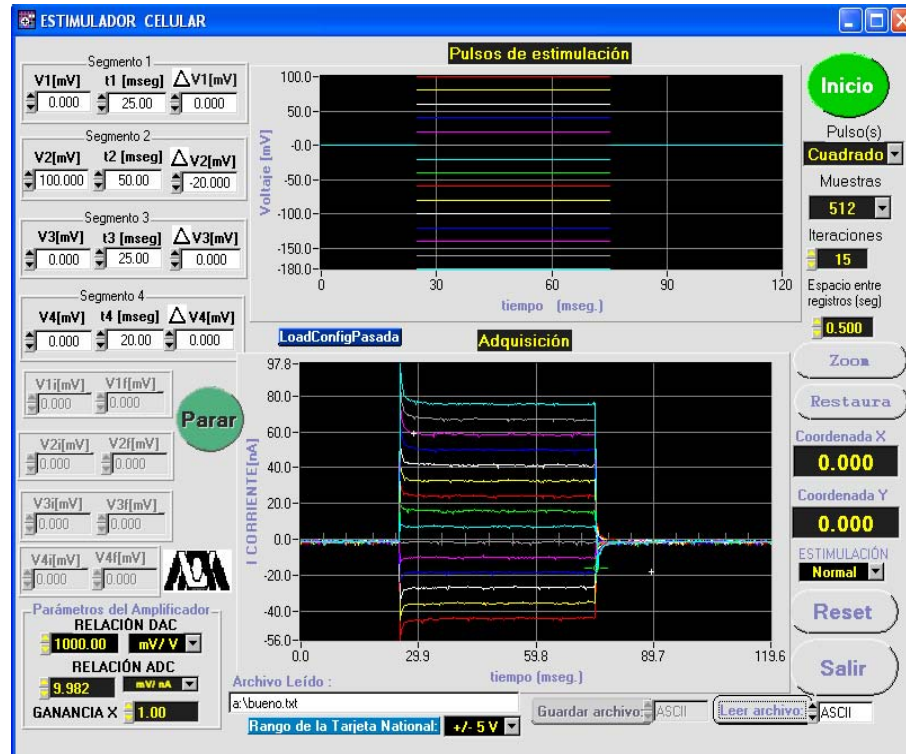 ESTIMULADOR CELULAR
Segmento 1
V1[mV] t1 [mseg] △V1[mV]
0.000 25.00 0.000
Segmento 2
V2[mV] t2 [mseg] △V2[mV]
100.000 50.00 -20.000
Segmento 3
V3[mV] t3 [mseg] △V3[mV]
0.000 25.00 0.000
Segmento 4
V4[mV] t4 [mseg] △V4[mV]
0.000 20.00 0.000
V1i[mV] V1f[mV]
0.000 0.000
V2i[mV] V2f[mV]
0.000 0.000
V3i[mV] V3f[mV]
0.000 0.000
V4i[mV] V4f[mV]
0.000 0.000
Parar
Parámetros del Amplificador
RELACIÓN DAC
1000.00 mV/ V
RELACIÓN ADC
9.982 mV/ nA
GANANCIA X 1.00
Pulsos de estimulación
Voltaje [mV]
100.0
50.0
-0.0
-50.0
-100.0
-150.0
-180.0
0 30 60 90 120
tiempo (mseg.)
LoadConfigPasada
Adquisición
I CORRIENTE[nA]
97.8
80.0
60.0
40.0
20.0
0.0
-20.0
-40.0
-56.0
0.0 29.9 59.8 89.7 119.6
tiempo (mseg.)
Archivo Leído :
a:\bueno.txt
Rango de la Tarjeta National: +/- 5 V
Guardar archivo: ASCII
Leer archivo: ASCII
Inicio
Pulso(s)
Cuadrado
Muestras
512
Iteraciones
15
Espacio entre
registros (seg)
0.500
Zoom
Restaura
Coordenada X
0.000
Coordenada Y
0.000
ESTIMULACIÓN
Normal
Reset
Salir